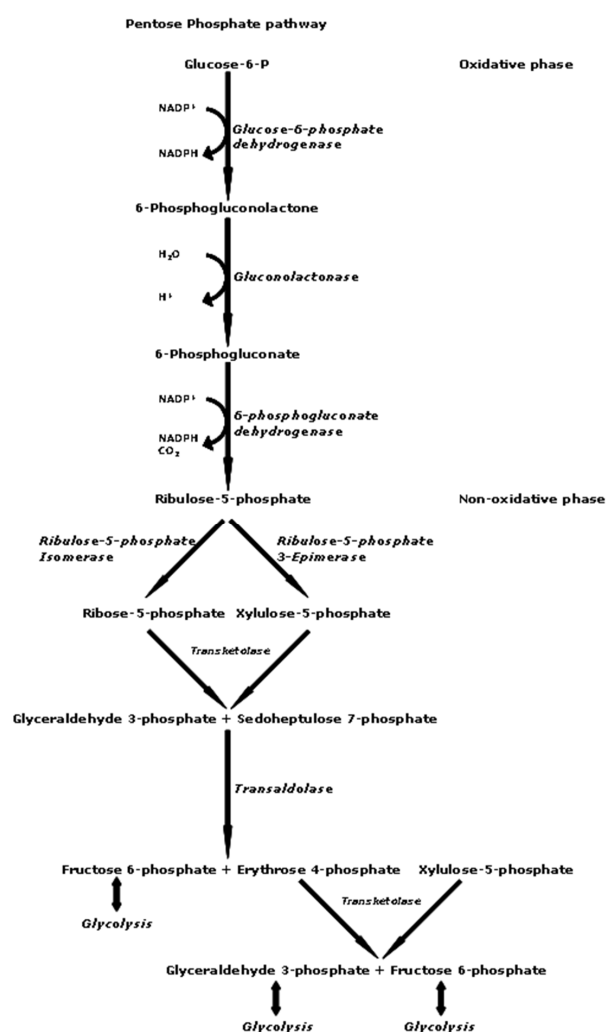 Pentose Phosphate pathway
Glucose-6-P
Oxidative phase
NADP⁺
Glucose-6-phosphate
dehydrogenase
NADPH
6-Phosphogluconolactone
H₂O
Gluconolactonase
H⁺
6-Phosphogluconate
NADP⁺
6-phosphogluconate
dehydrogenase
NADPH
CO₂
Ribulose-5-phosphate
Non-oxidative phase
Ribulose-5-phosphate
Isomerase
Ribulose-5-phosphate
3-Epimerase
Ribose-5-phosphate
Xylulose-5-phosphate
Transketolase
Glyceraldehyde 3-phosphate + Sedoheptulose 7-phosphate
Transaldolase
Fructose 6-phosphate + Erythrose 4-phosphate
Xylulose-5-phosphate
Transketolase
Glycolysis
Glyceraldehyde 3-phosphate + Fructose 6-phosphate
Glycolysis
Glycolysis